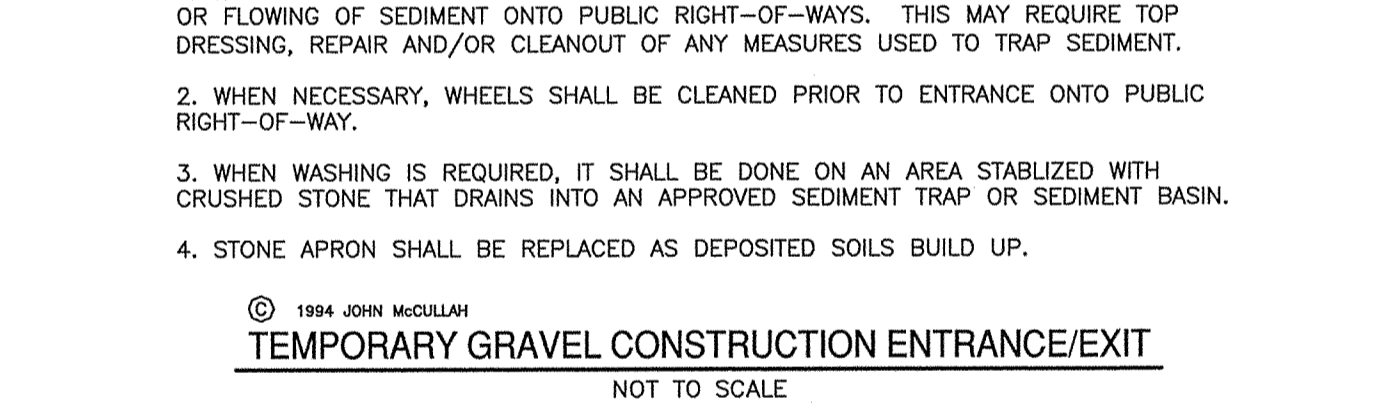 OR FLOWING OF SEDIMENT ONTO PUBLIC RIGHT-OF-WAYS. THIS MAY REQUIRE TOP
DRESSING, REPAIR AND/OR CLEANOUT OF ANY MEASURES USED TO TRAP SEDIMENT.
2. WHEN NECESSARY, WHEELS SHALL BE CLEANED PRIOR TO ENTRANCE ONTO PUBLIC
RIGHT-OF-WAY.
3. WHEN WASHING IS REQUIRED, IT SHALL BE DONE ON AN AREA STABLIZED WITH
CRUSHED STONE THAT DRAINS INTO AN APPROVED SEDIMENT TRAP OR SEDIMENT BASIN.
4. STONE APRON SHALL BE REPLACED AS DEPOSITED SOILS BUILD UP.
© 1994 JOHN McCULLAH
TEMPORARY GRAVEL CONSTRUCTION ENTRANCE/EXIT
NOT TO SCALE